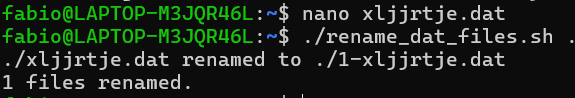 fabio@LAPTOP-M3JQR46L:~$ nano xljjrtje.dat
fabio@LAPTOP-M3JQR46L:~$ ./rename_dat_files.sh .
./xljjrtje.dat renamed to ./1-xljjrtje.dat
1 files renamed.